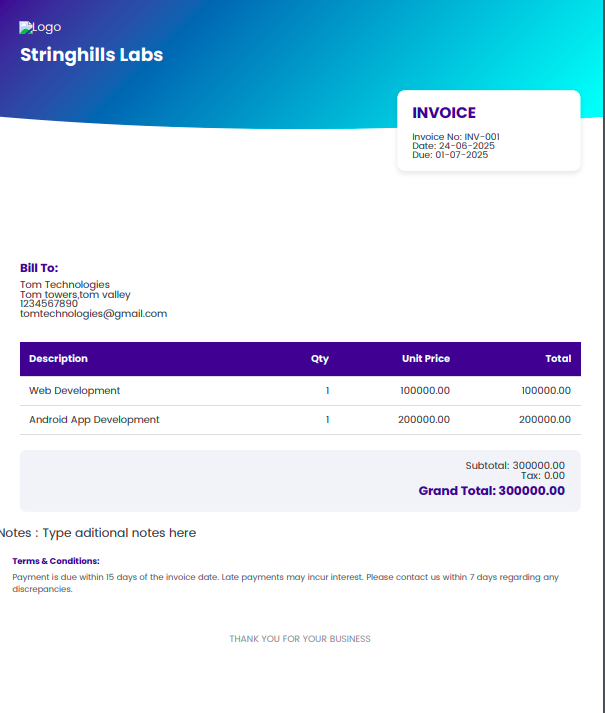 Logo
Stringhills Labs
INVOICE
Invoice No: INV-001
Date: 24-06-2025
Due: 01-07-2025
Bill To:
Tom Technologies
Tom towers,tom valley
1234567890
tomtechnologies@gmail.com
Description Qty Unit Price Total
Web Development 1 100000.00 100000.00
Android App Development 1 200000.00 200000.00
Subtotal: 300000.00
Tax: 0.00
Grand Total: 300000.00
Notes : Type aditional notes here
Terms & Conditions:
Payment is due within 15 days of the invoice date. Late payments may incur interest. Please contact us within 7 days regarding any
discrepancies.
THANK YOU FOR YOUR BUSINESS